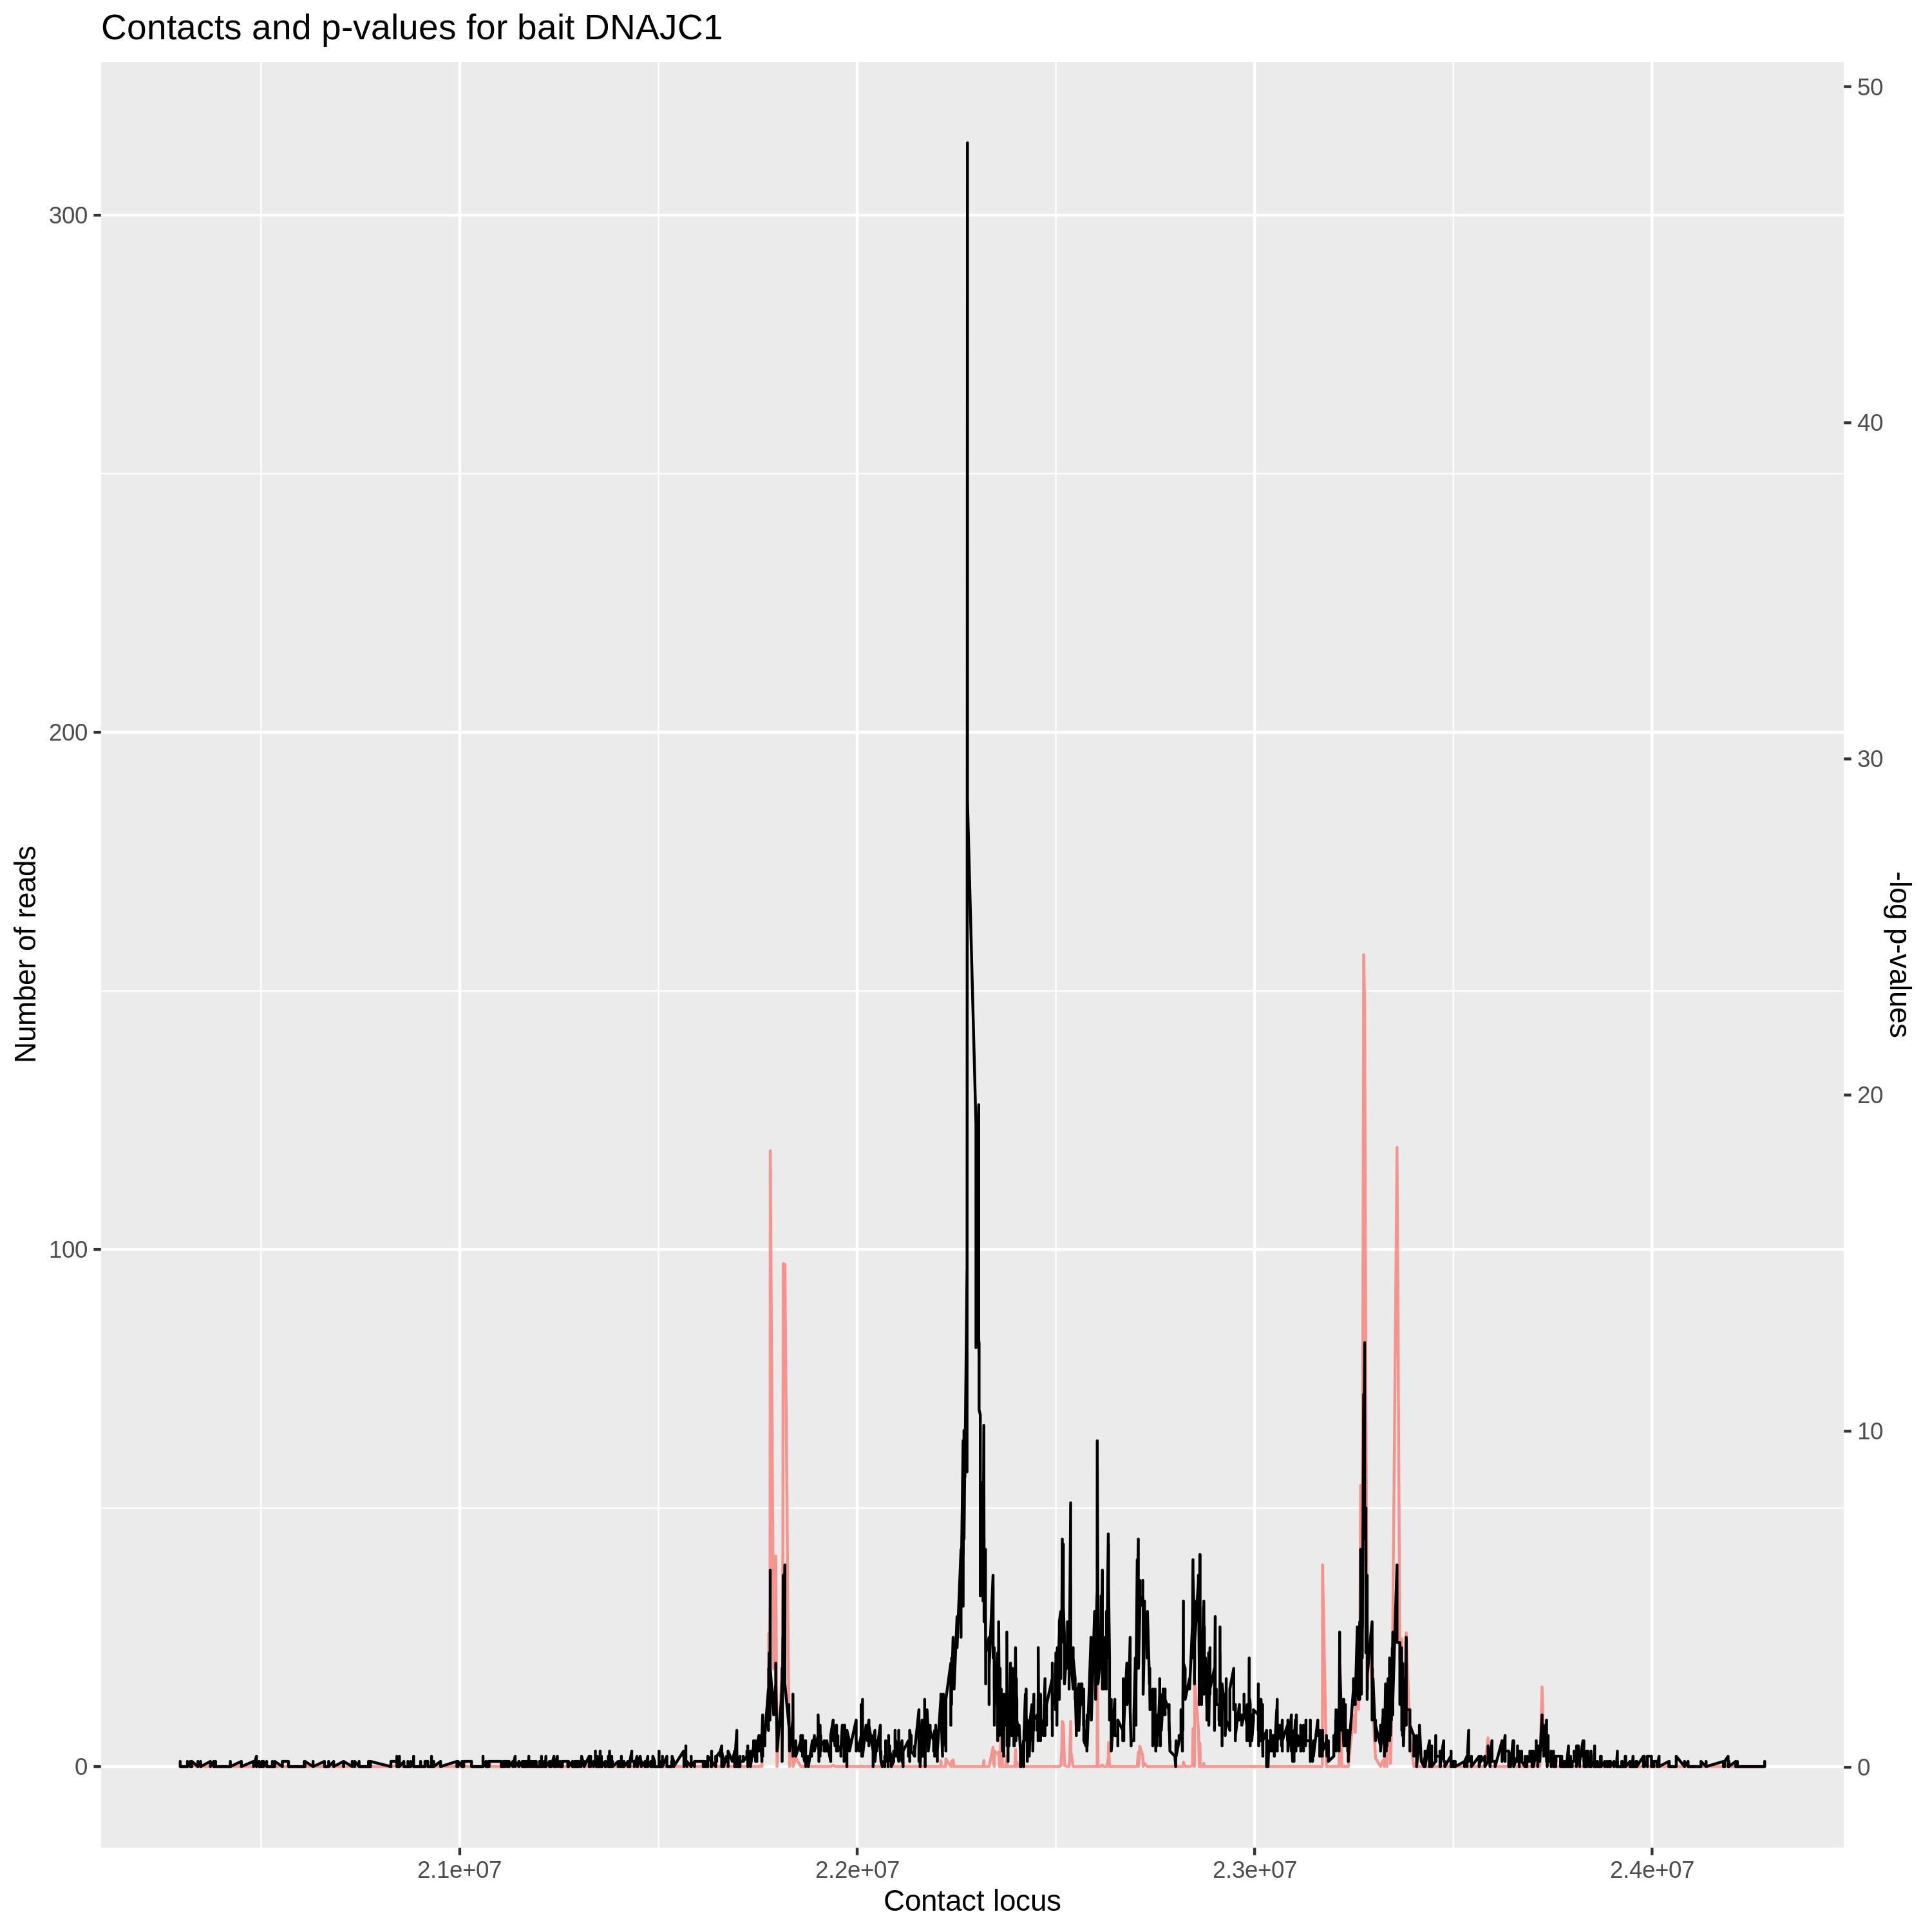 Contacts and p-values for bait DNAJC1
Number of reads
300
200
100
0
50
40
30
20
10
0
-log p-values
2.1e+07
2.2e+07
2.3e+07
2.4e+07
Contact locus